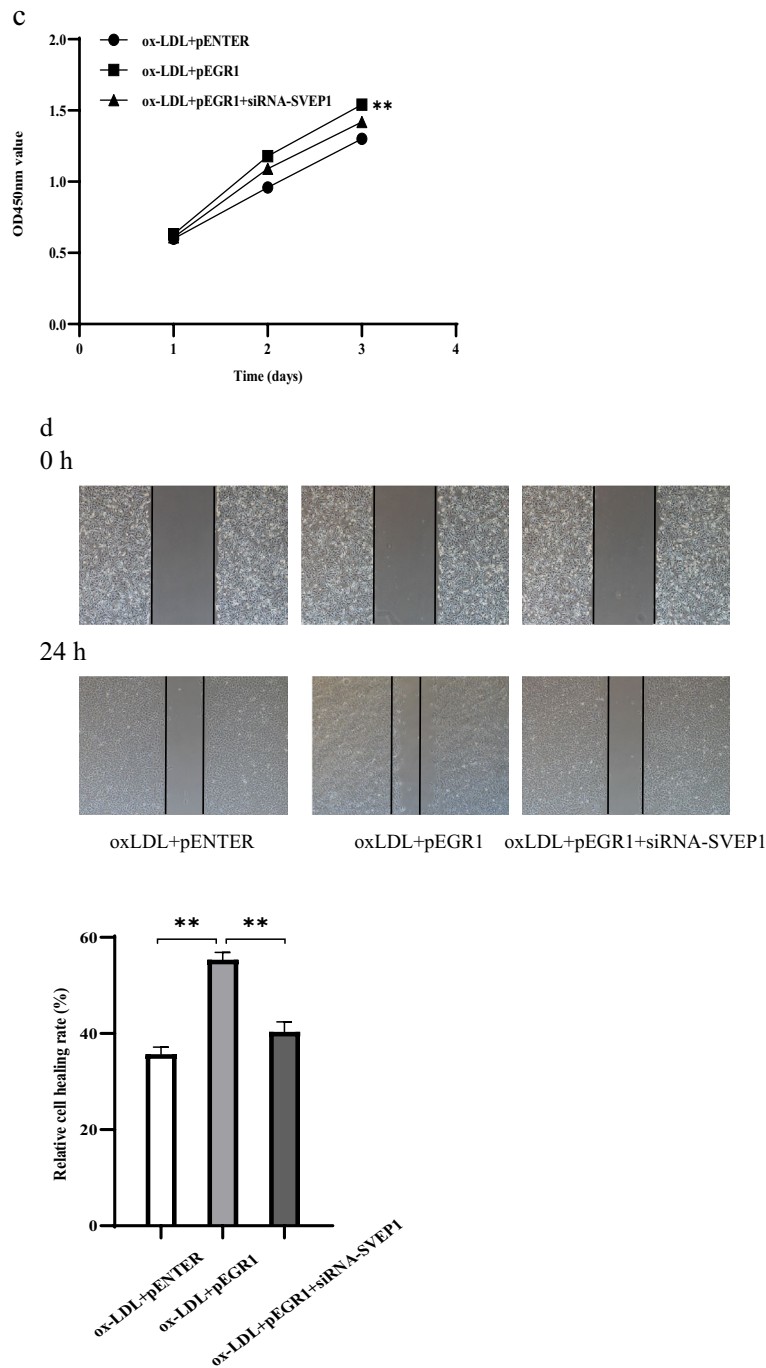 c
2.0
ox-LDL+pENTER
ox-LDL+pEGR1
ox-LDL+pEGR1+siRNA-SVEP1
1.5
**
1.0
0.5
0.0
OD450nm value
0 1 2 3 4
Time (days)
d
0 h
24 h
oxLDL+pENTER oxLDL+pEGR1 oxLDL+pEGR1+siRNA-SVEP1
** **
60
40
20
0
Relative cell healing rate (%)
ox-LDL+pENTER
ox-LDL+pEGR1
ox-LDL+pEGR1+siRNA-SVEP1